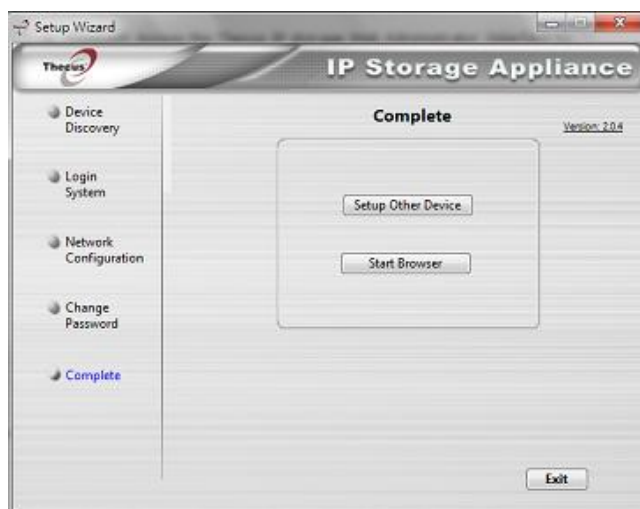 Setup Wizard
Thecus
IP Storage Appliance
Device
Discovery
Login
System
Network
Configuration
Change
Password
Complete
Complete
Version: 2.0.4
Setup Other Device
Start Browser
Exit